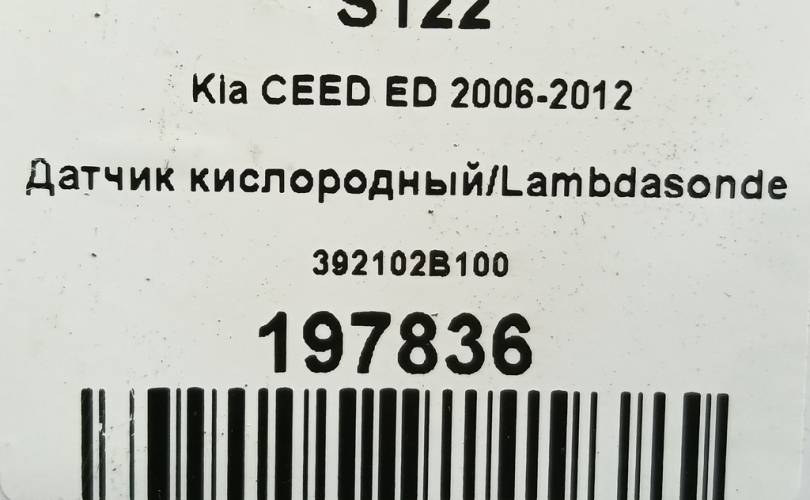 S122
Kia CEED ED 2006-2012
Датчик кислородный/Lambdasonde
392102B100
197836